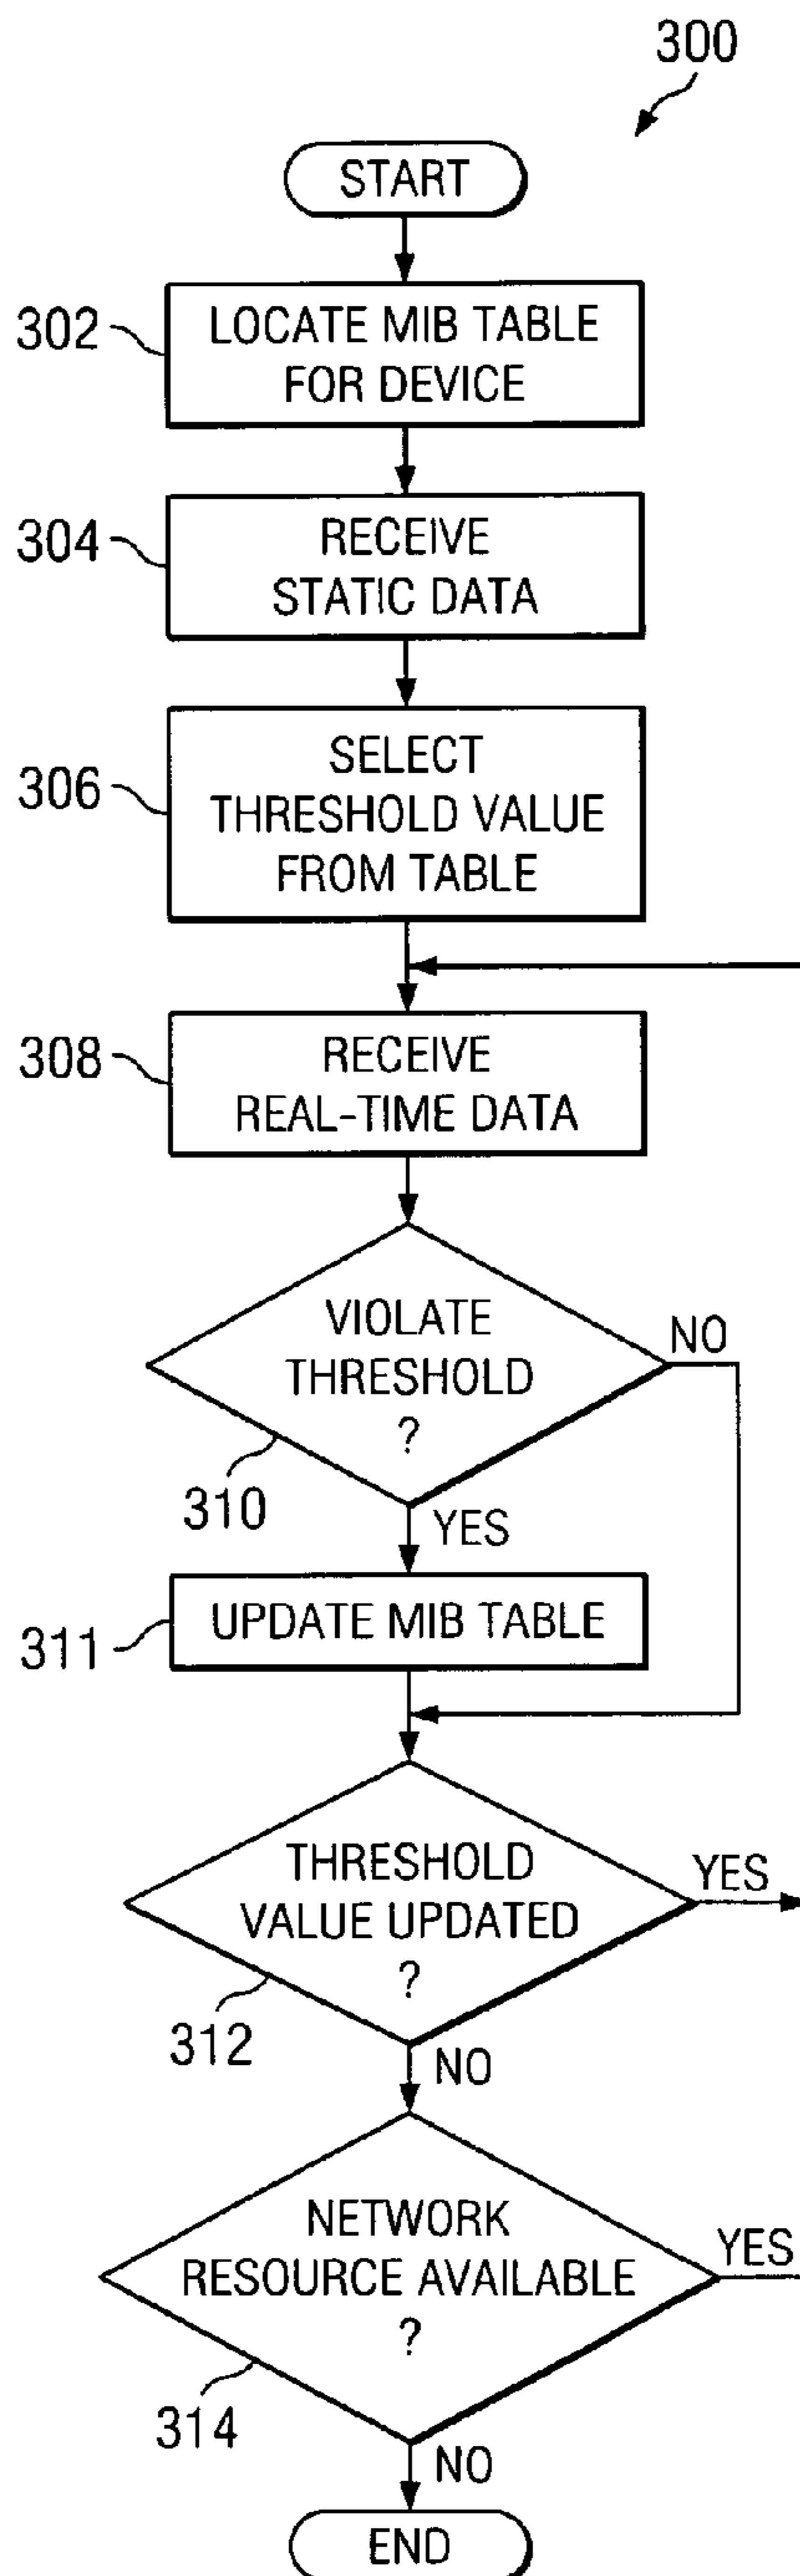 300
START
302
LOCATE MIB TABLE
FOR DEVICE
304
RECEIVE
STATIC DATA
306
SELECT
THRESHOLD VALUE
FROM TABLE
308
RECEIVE
REAL-TIME DATA
VIOLATE
THRESHOLD
?
NO
310
YES
311
UPDATE MIB TABLE
THRESHOLD
VALUE UPDATED
?
YES
312
NO
NETWORK
RESOURCE AVAILABLE
?
YES
314
NO
END